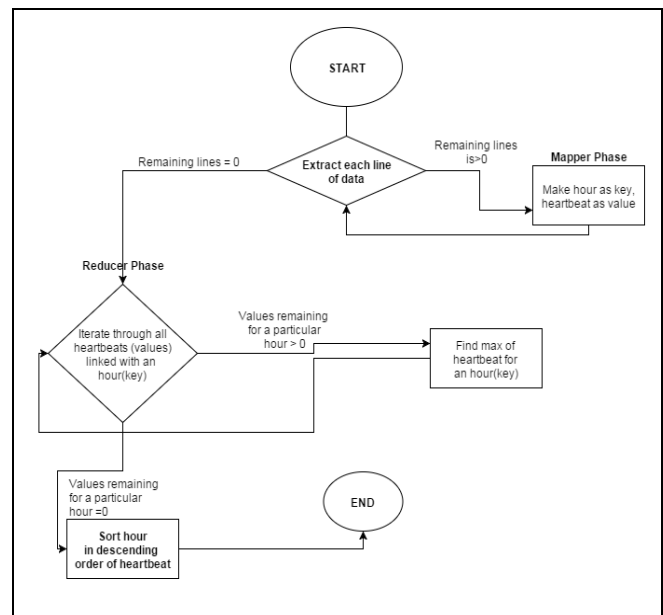 START
Remaining lines = 0
Extract each line
of data
Remaining lines
is>0
Mapper Phase
Make hour as key,
heartbeat as value
Reducer Phase
Iterate through all
heartbeats (values)
linked with an
hour(key)
Values remaining
for a particular
hour > 0
Find max of
heartbeat for
an hour(key)
Values remaining
for a particular
hour =0
Sort hour
in descending
order of heartbeat
END